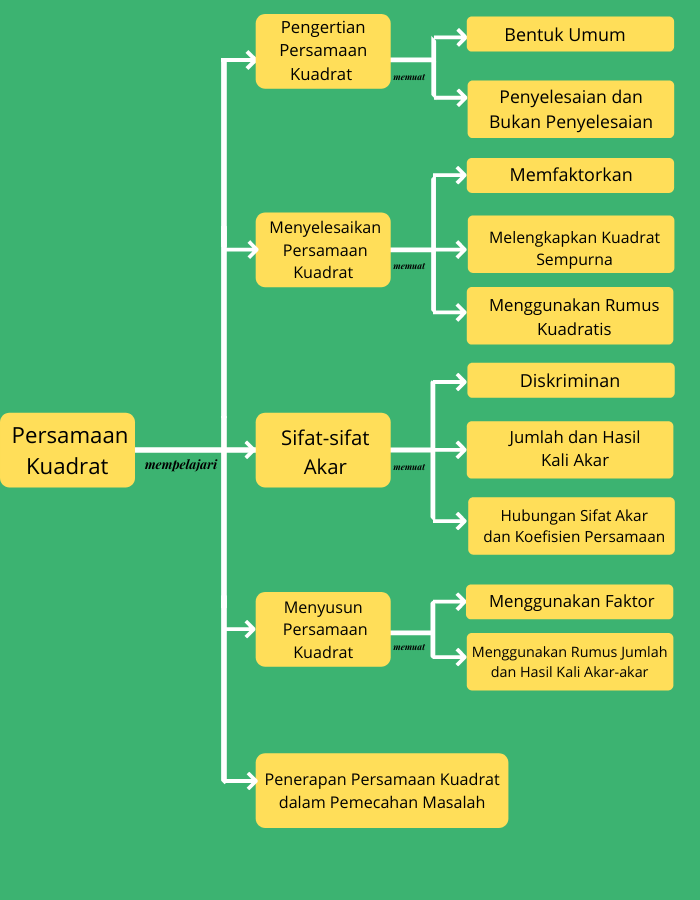 Persamaan
Kuadrat
mempelajari
Pengertian
Persamaan
Kuadrat
memuat
Bentuk Umum
Penyelesaian dan
Bukan Penyelesaian
Menyelesaikan
Persamaan
Kuadrat
memuat
Memfaktorkan
Melengkapkan Kuadrat
Sempurna
Menggunakan Rumus
Kuadratis
Sifat-sifat
Akar
memuat
Diskriminan
Jumlah dan Hasil
Kali Akar
Hubungan Sifat Akar
dan Koefisien Persamaan
Menyusun
Persamaan
Kuadrat
memuat
Menggunakan Faktor
Menggunakan Rumus Jumlah
dan Hasil Kali Akar-akar
Penerapan Persamaan Kuadrat
dalam Pemecahan Masalah